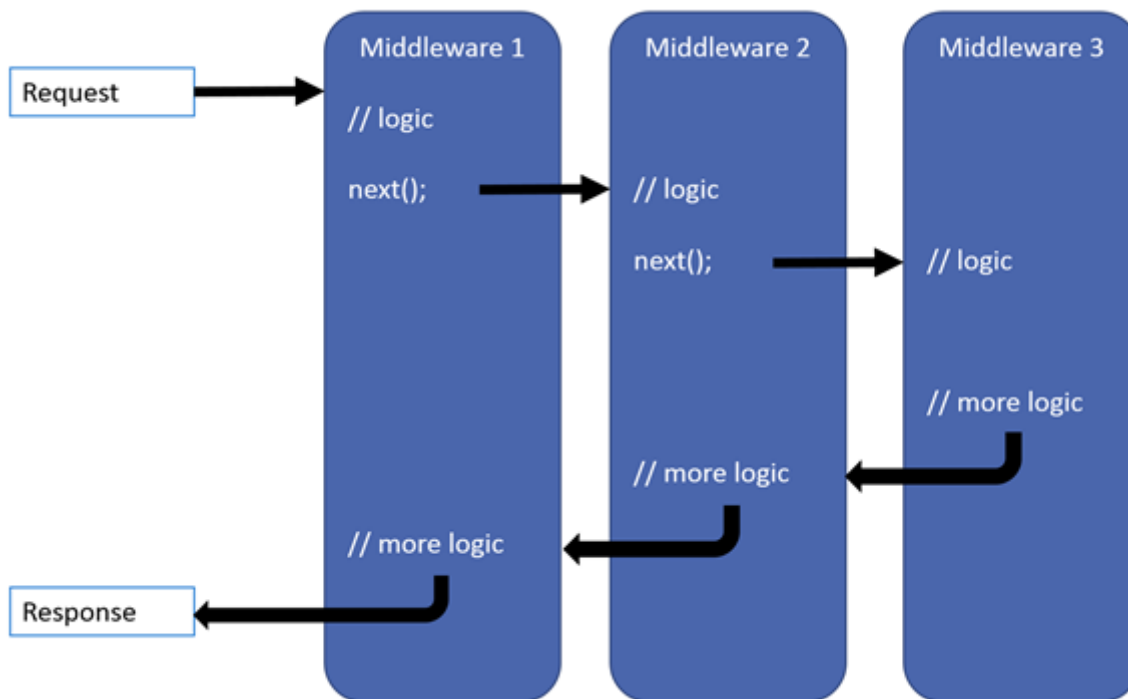 Middleware 1
Middleware 2
Middleware 3
Request
// logic
next();
// logic
next();
// logic
// more logic
// more logic
// more logic
Response